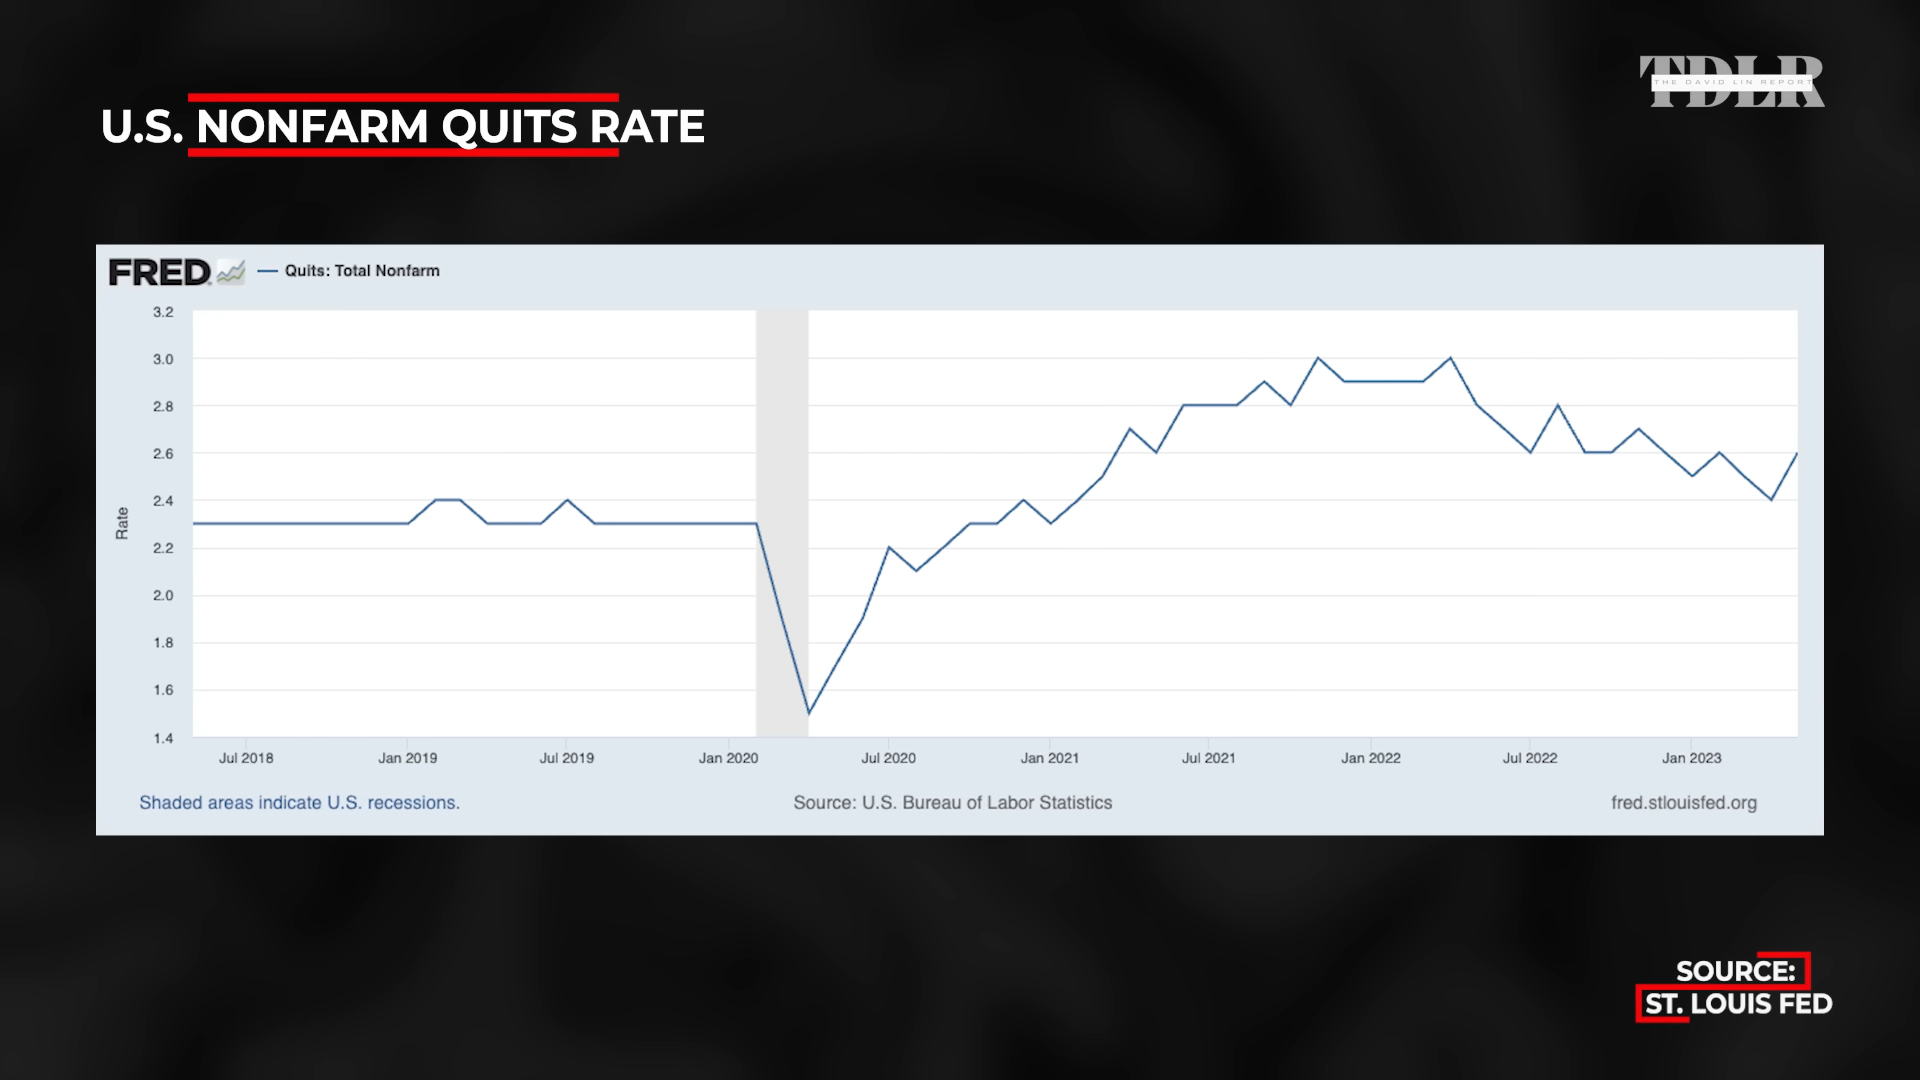 TDLR
THE DAVID LIN REPORT
U.S. NONFARM QUITS RATE
FRED Quits: Total Nonfarm
3.2
3.0
2.8
2.6
2.4
2.2
2.0
1.8
1.6
1.4
Rate
Jul 2018 Jan 2019 Jul 2019 Jan 2020 Jul 2020 Jan 2021 Jul 2021 Jan 2022 Jul 2022 Jan 2023
Shaded areas indicate U.S. recessions. Source: U.S. Bureau of Labor Statistics fred.stlouisfed.org
SOURCE:
ST. LOUIS FED